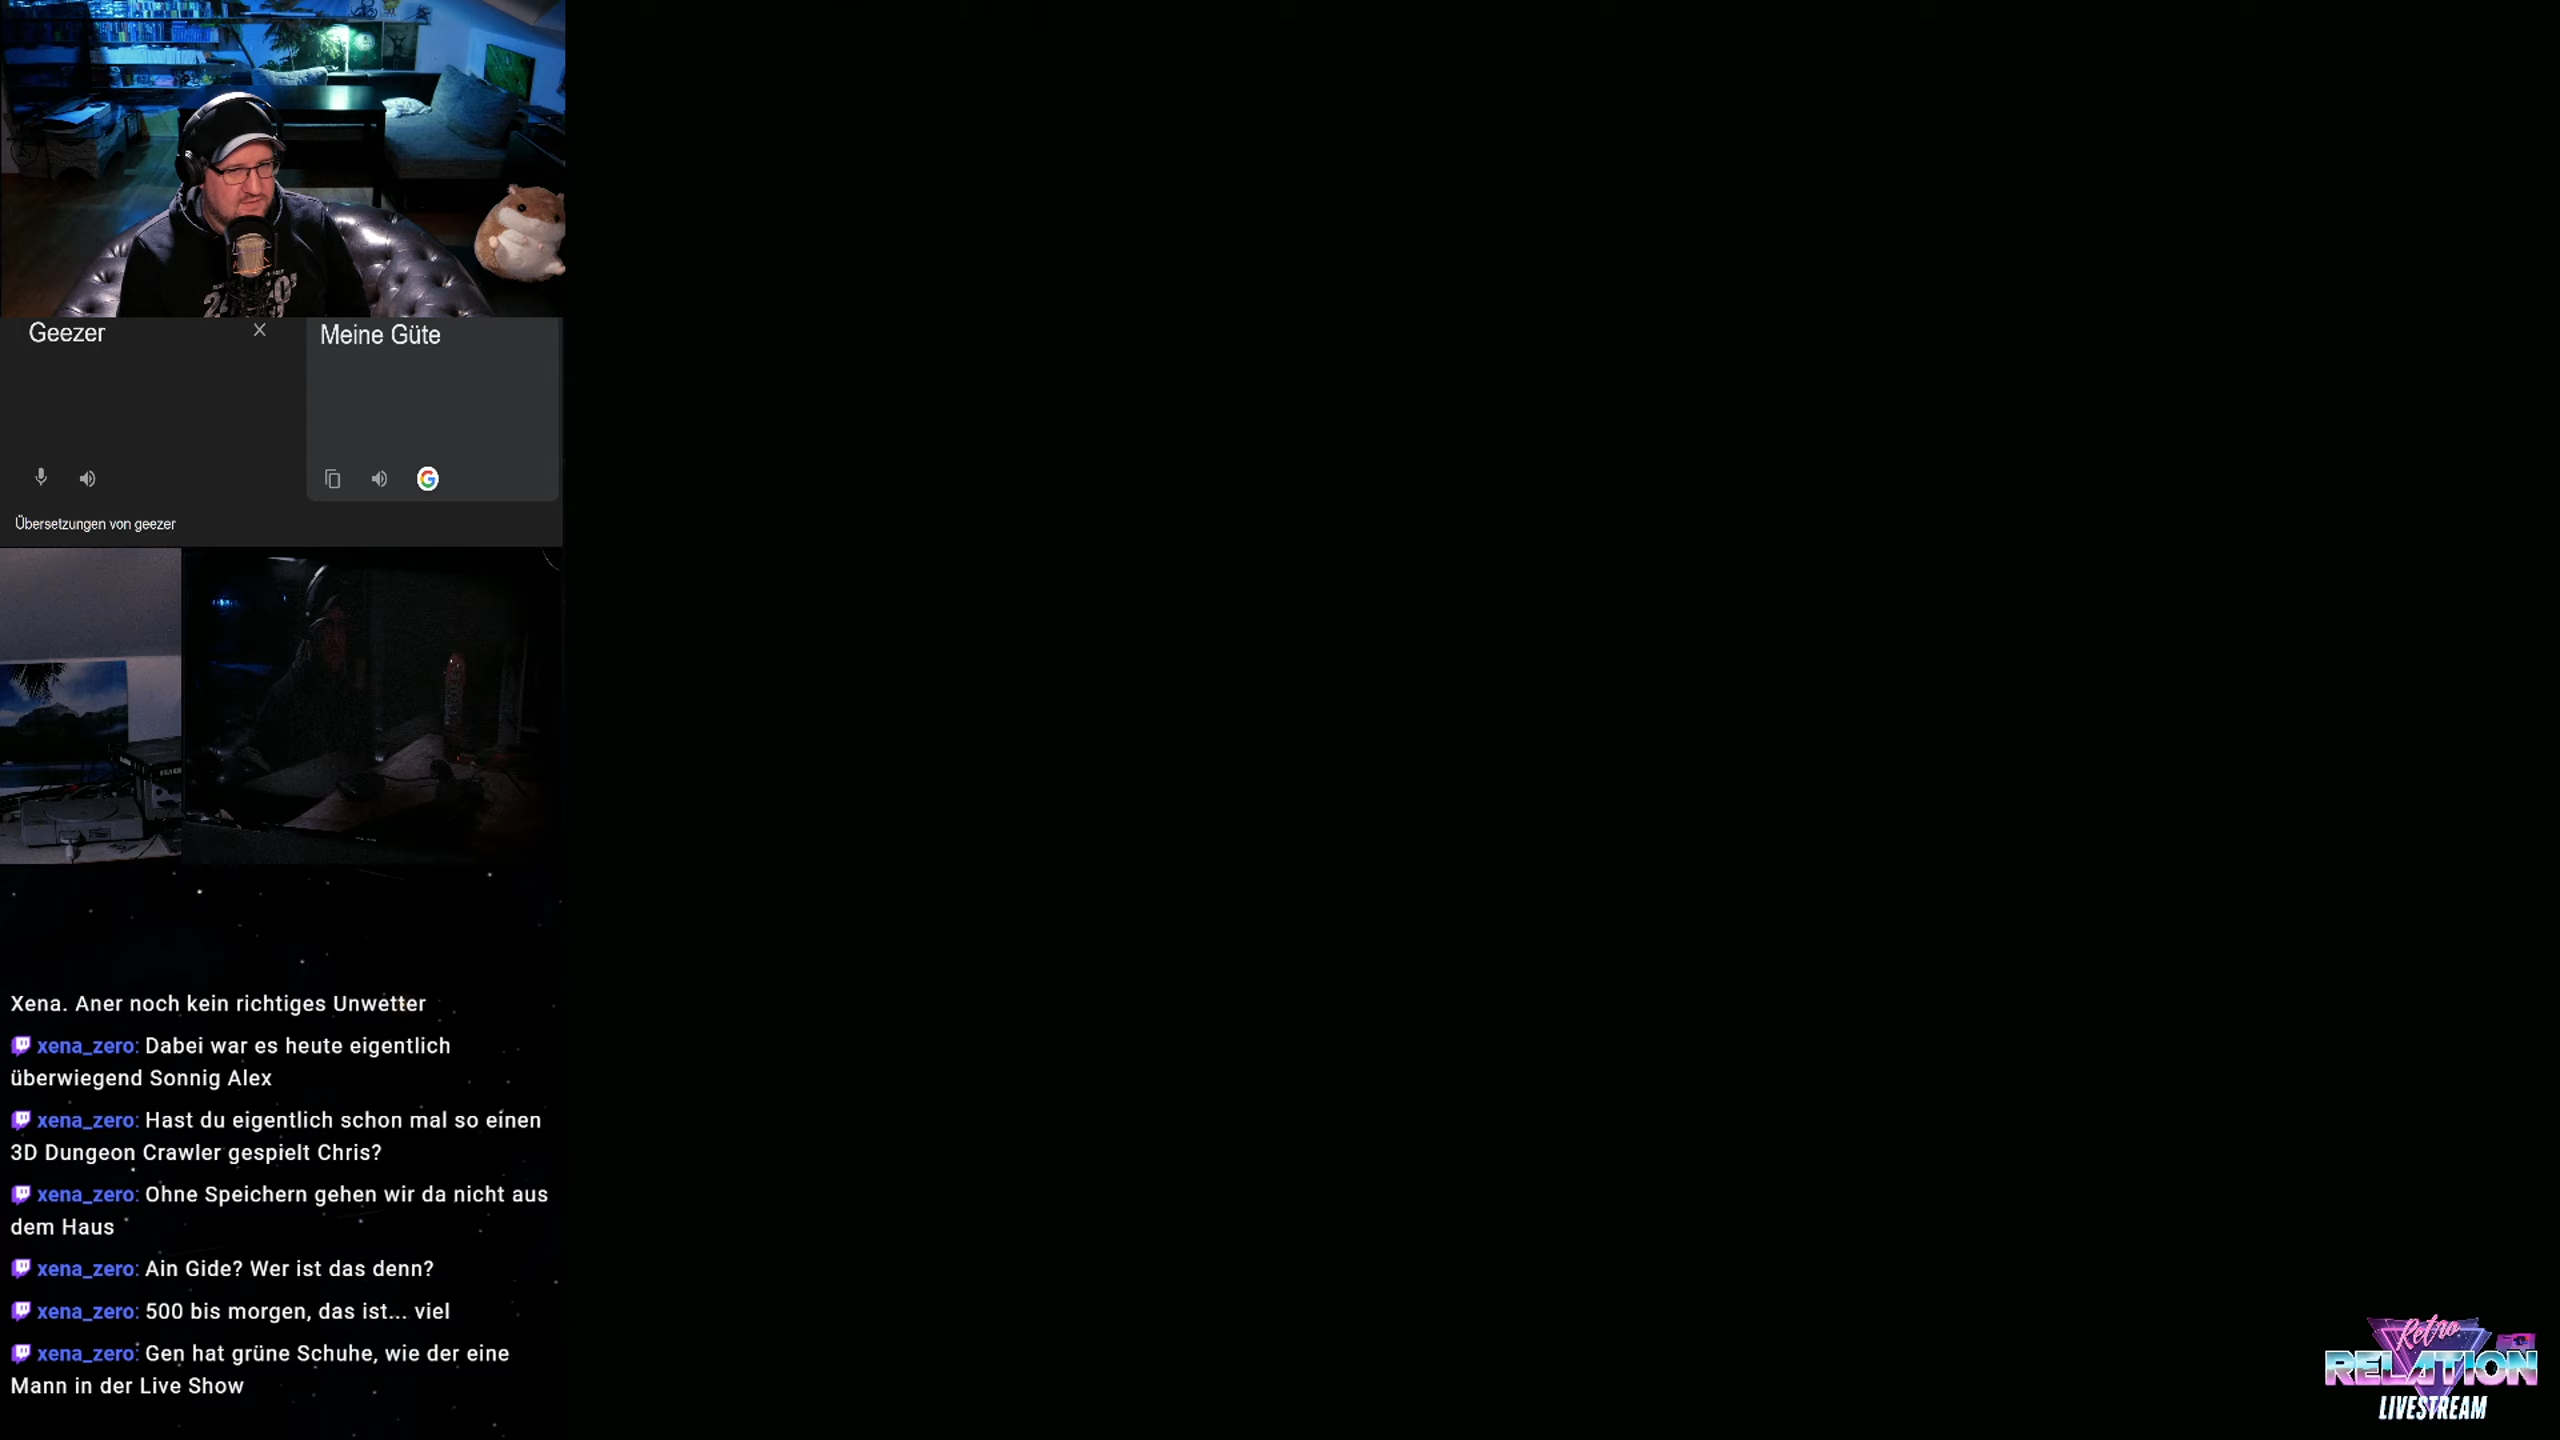 Geezer
Meine Güte
Übersetzungen von geezer
Xena. Aner noch kein richtiges Unwetter
xena_zero: Dabei war es heute eigentlich
überwiegend Sonnig Alex
xena_zero: Hast du eigentlich schon mal so einen
3D Dungeon Crawler gespielt Chris?
xena_zero: Ohne Speichern gehen wir da nicht aus
dem Haus
xena_zero: Ain Gide? Wer ist das denn?
xena_zero: 500 bis morgen, das ist... viel
xena_zero: Gen hat grüne Schuhe, wie der eine
Mann in der Live Show
Retro
RELATION
LIVESTREAM